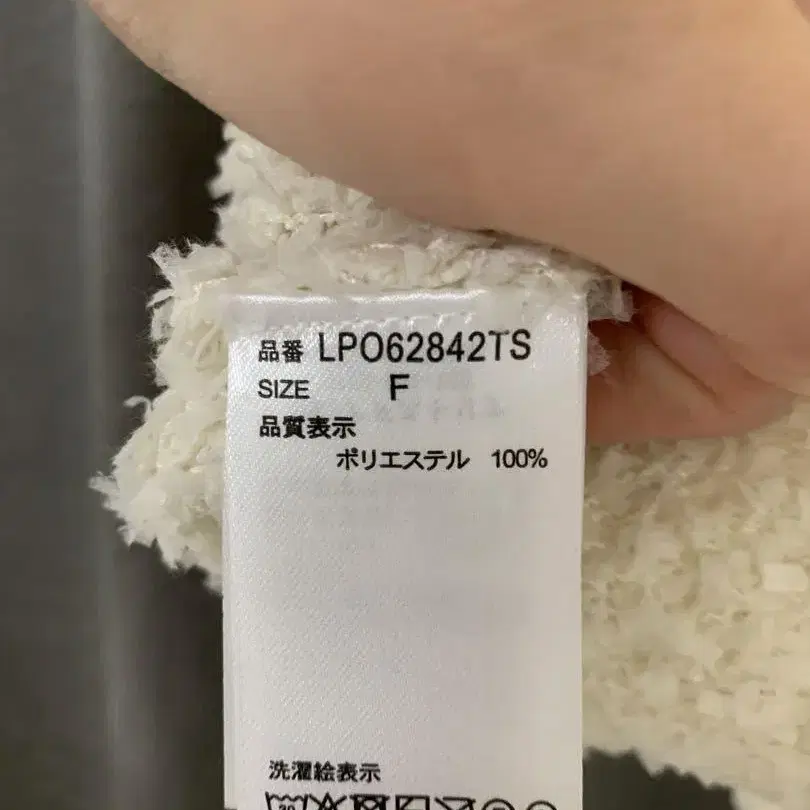 品番 LPO62842TS
SIZE F
品質表示
ポリエステル 100%
洗濯絵表示